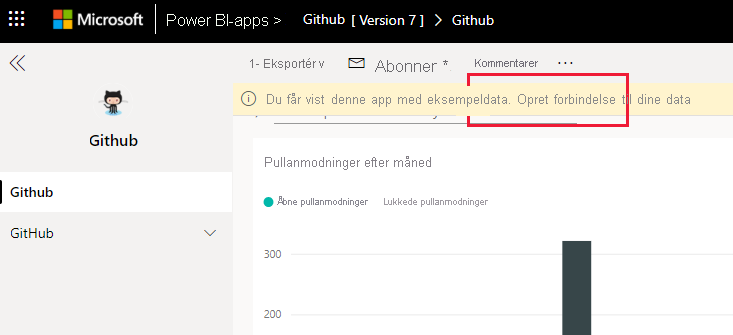 Microsoft Power BI-apps > Github [ Version 7 ] > Github
1- Eksportér v Abonner * Kommentarer ...
Du får vist denne app med eksempeldata. Opret forbindelse til dine data
Github
Pullanmodninger efter måned
Github
Åbne pullanmodninger Lukkede pullanmodninger
GitHub
300
200